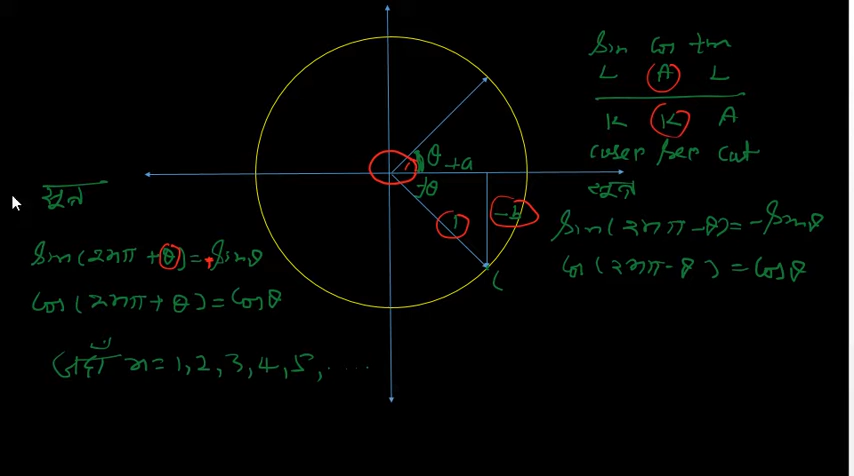 Sin Cos tan
L A L
K K A
Cosec Sec Cot
θ +a
-θ
1
-b
सूत्र
Sin(2nπ + θ) = +Sinθ
Cos(2nπ + θ) = Cosθ
जहाँ n = 1, 2, 3, 4, 5, .....
सूत्र
Sin(2nπ - θ) = -Sinθ
Cos(2nπ - θ) = Cosθ